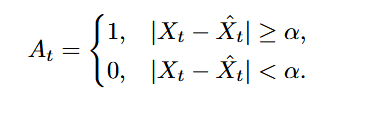 A_t = { 1, |X_t − X̂_t| ≥ α,
0, |X_t − X̂_t| < α.